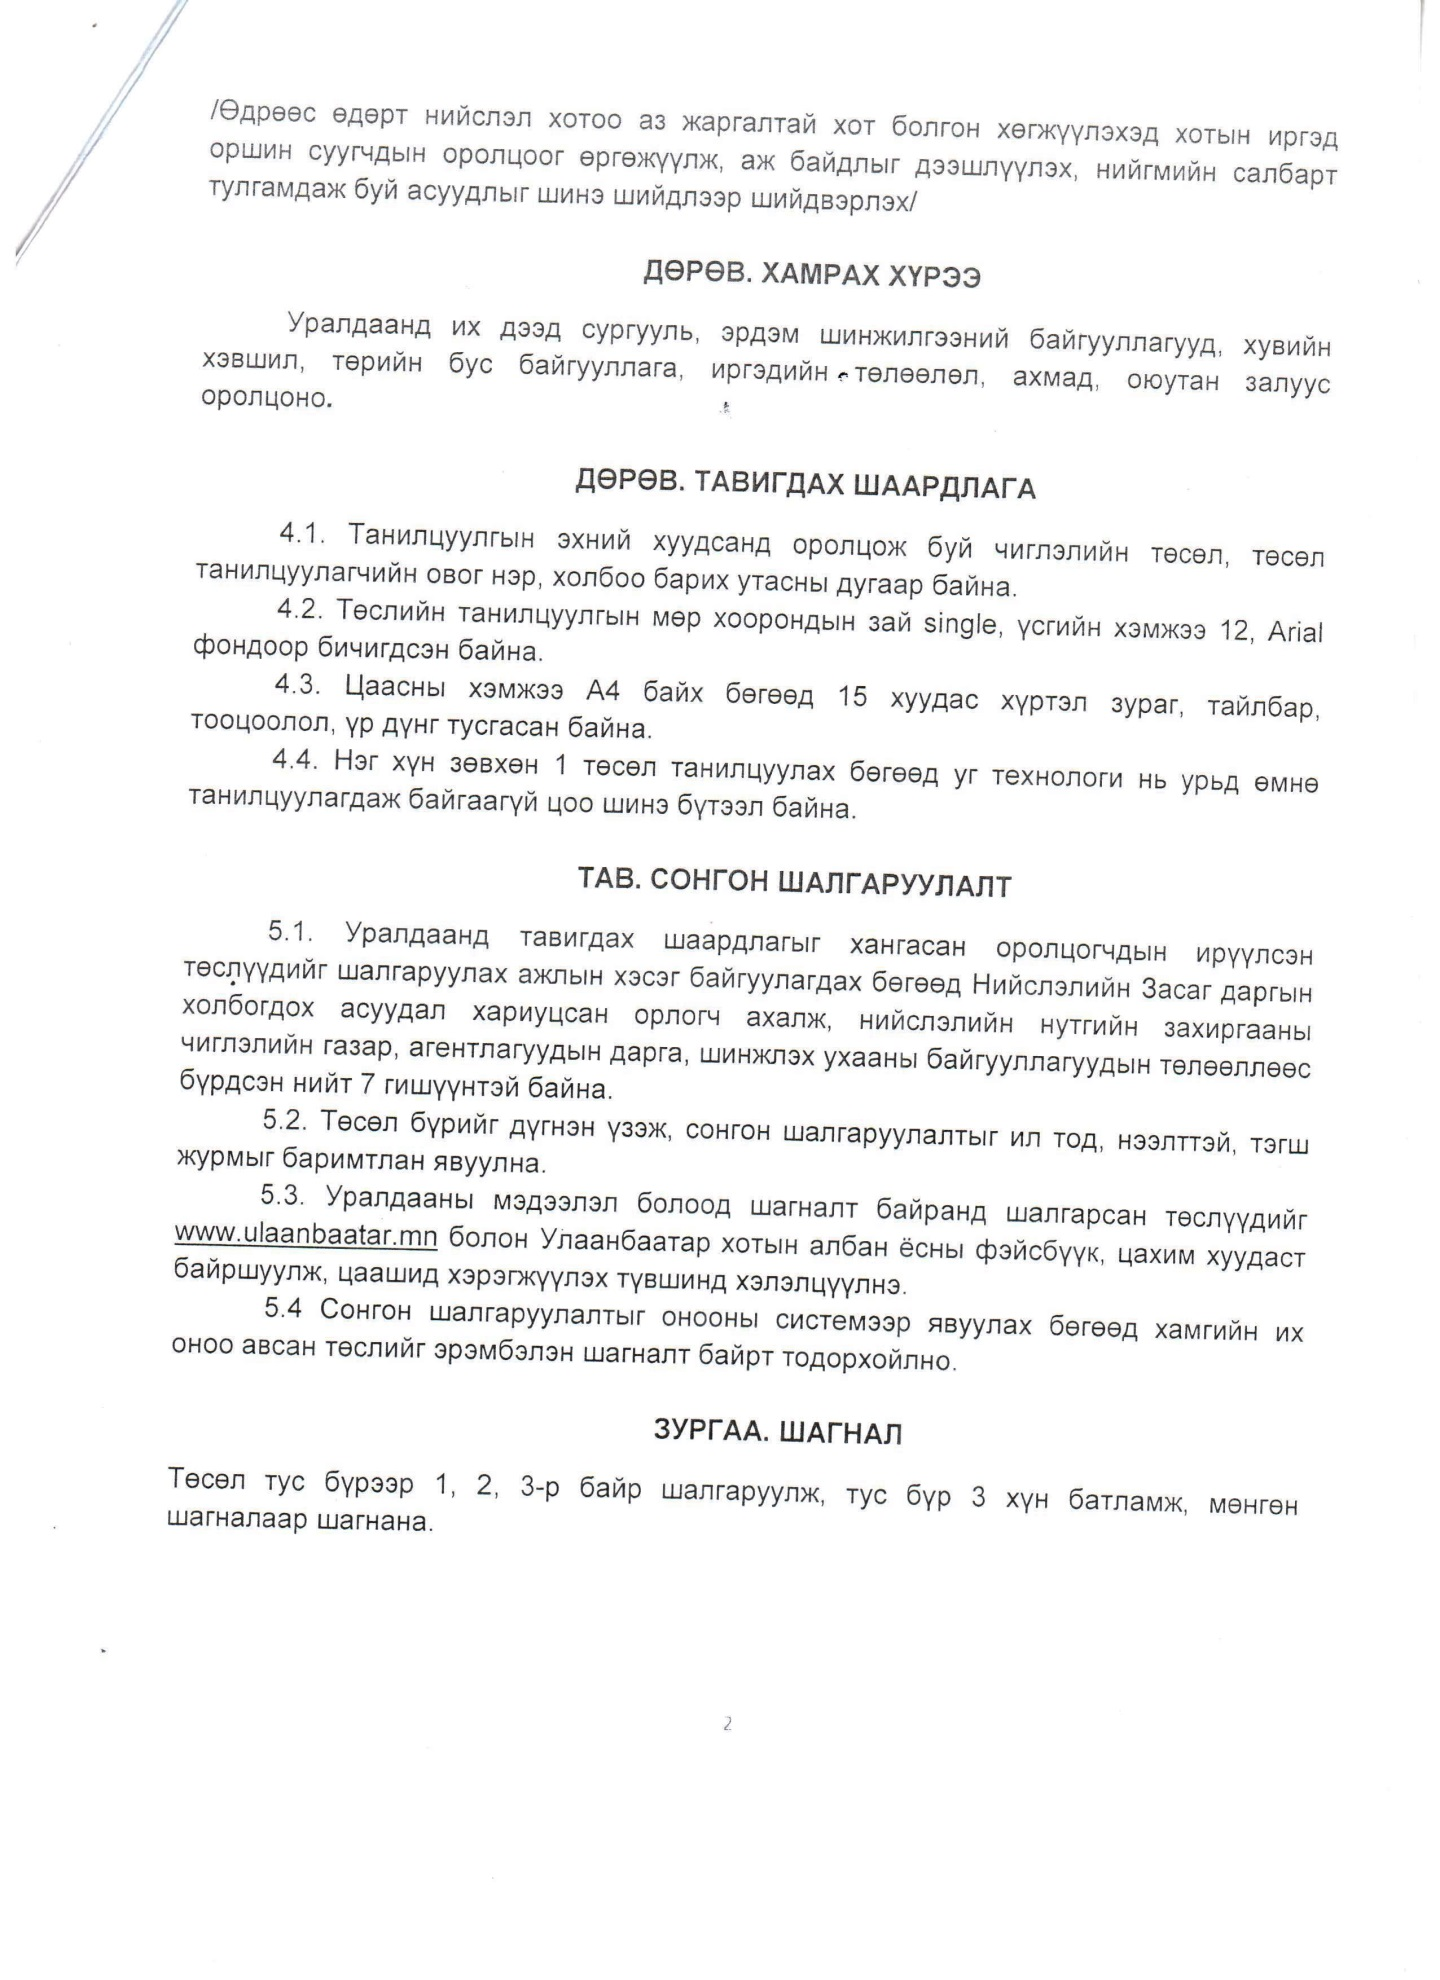 /Өдрөөс өдөрт нийслэл хотоо аз жаргалтай хот болгон хөгжүүлэхэд хотын иргэд
оршин суугчдын оролцоог өргөжүүлж, аж байдлыг дээшлүүлэх, нийгмийн салбарт
тулгамдаж буй асуудлыг шинэ шийдлээр шийдвэрлэх/
ДӨРӨВ. ХАМРАХ ХҮРЭЭ
Уралдаанд их дээд сургууль, эрдэм шинжилгээний байгууллагууд, хувийн
хэвшил, төрийн бус байгууллага, иргэдийн төлөөлөл, ахмад, оюутан залуус
оролцоно.
ДӨРӨВ. ТАВИГДАХ ШААРДЛАГА
4.1. Танилцуулгын эхний хуудсанд оролцож буй чиглэлийн төсөл, төсөл
танилцуулагчийн овог нэр, холбоо барих утасны дугаар байна.
4.2. Төслийн танилцуулгын мөр хоорондын зай single, үсгийн хэмжээ 12, Arial
фондоор бичигдсэн байна.
4.3. Цаасны хэмжээ А4 байх бөгөөд 15 хуудас хүртэл зураг, тайлбар,
тооцоолол, үр дүнг тусгасан байна.
4.4. Нэг хүн зөвхөн 1 төсөл танилцуулах бөгөөд уг технологи нь урьд өмнө
танилцуулагдаж байгаагүй цоо шинэ бүтээл байна.
ТАВ. СОНГОН ШАЛГАРУУЛАЛТ
5.1. Уралдаанд тавигдах шаардлагыг хангасан оролцогчдын ирүүлсэн
төслүүдийг шалгаруулах ажлын хэсэг байгуулагдах бөгөөд Нийслэлийн Засаг даргын
холбогдох асуудал хариуцсан орлогч ахалж, нийслэлийн нутгийн захиргааны
чиглэлийн газар, агентлагуудын дарга, шинжлэх ухааны байгууллагуудын төлөөллөөс
бүрдсэн нийт 7 гишүүнтэй байна.
5.2. Төсөл бүрийг дүгнэн үзэж, сонгон шалгаруулалтыг ил тод, нээлттэй, тэгш
журмыг баримтлан явуулна.
5.3. Уралдааны мэдээлэл болоод шагналт байранд шалгарсан төслүүдийг
www.ulaanbaatar.mn болон Улаанбаатар хотын албан ёсны фэйсбүүк, цахим хуудаст
байршуулж, цаашид хэрэгжүүлэх түвшинд хэлэлцүүлнэ.
5.4 Сонгон шалгаруулалтыг онооны системээр явуулах бөгөөд хамгийн их
оноо авсан төслийг эрэмбэлэн шагналт байрт тодорхойлно.
ЗУРГАА. ШАГНАЛ
Төсөл тус бүрээр 1, 2, 3-р байр шалгаруулж, тус бүр 3 хүн батламж, мөнгөн
шагналаар шагнана.
2